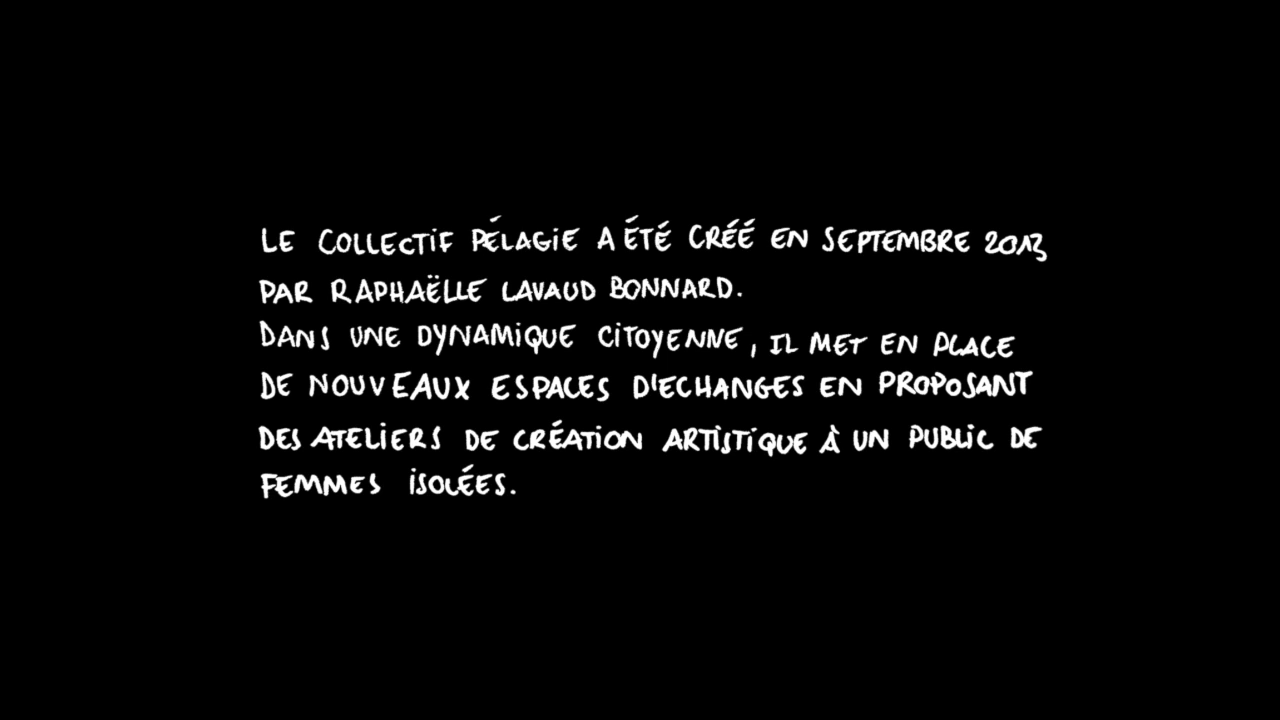 LE COLLECTIF PÉLAGIE A ÉTÉ CRÉÉ EN SEPTEMBRE 2013
PAR RAPHAËLLE LAVAUD BONNARD.
DANS UNE DYNAMIQUE CITOYENNE, IL MET EN PLACE
DE NOUVEAUX ESPACES D'ECHANGES EN PROPOSANT
DES ATELIERS DE CRÉATION ARTISTIQUE À UN PUBLIC DE
FEMMES ISOLÉES.